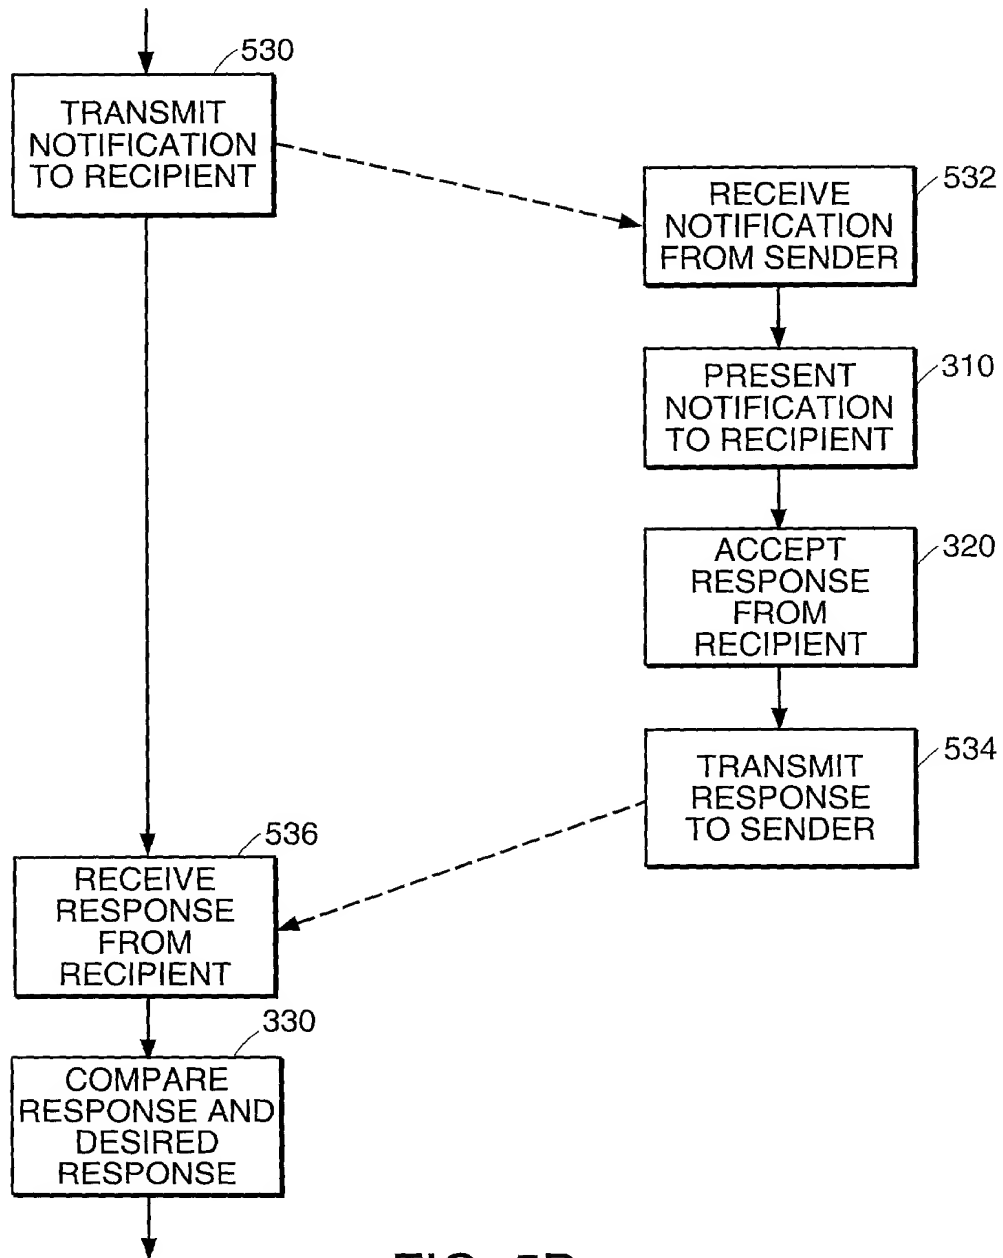 530
TRANSMIT
NOTIFICATION
TO RECIPIENT
532
RECEIVE
NOTIFICATION
FROM SENDER
310
PRESENT
NOTIFICATION
TO RECIPIENT
320
ACCEPT
RESPONSE
FROM
RECIPIENT
534
TRANSMIT
RESPONSE
TO SENDER
536
RECEIVE
RESPONSE
FROM
RECIPIENT
330
COMPARE
RESPONSE AND
DESIRED
RESPONSE